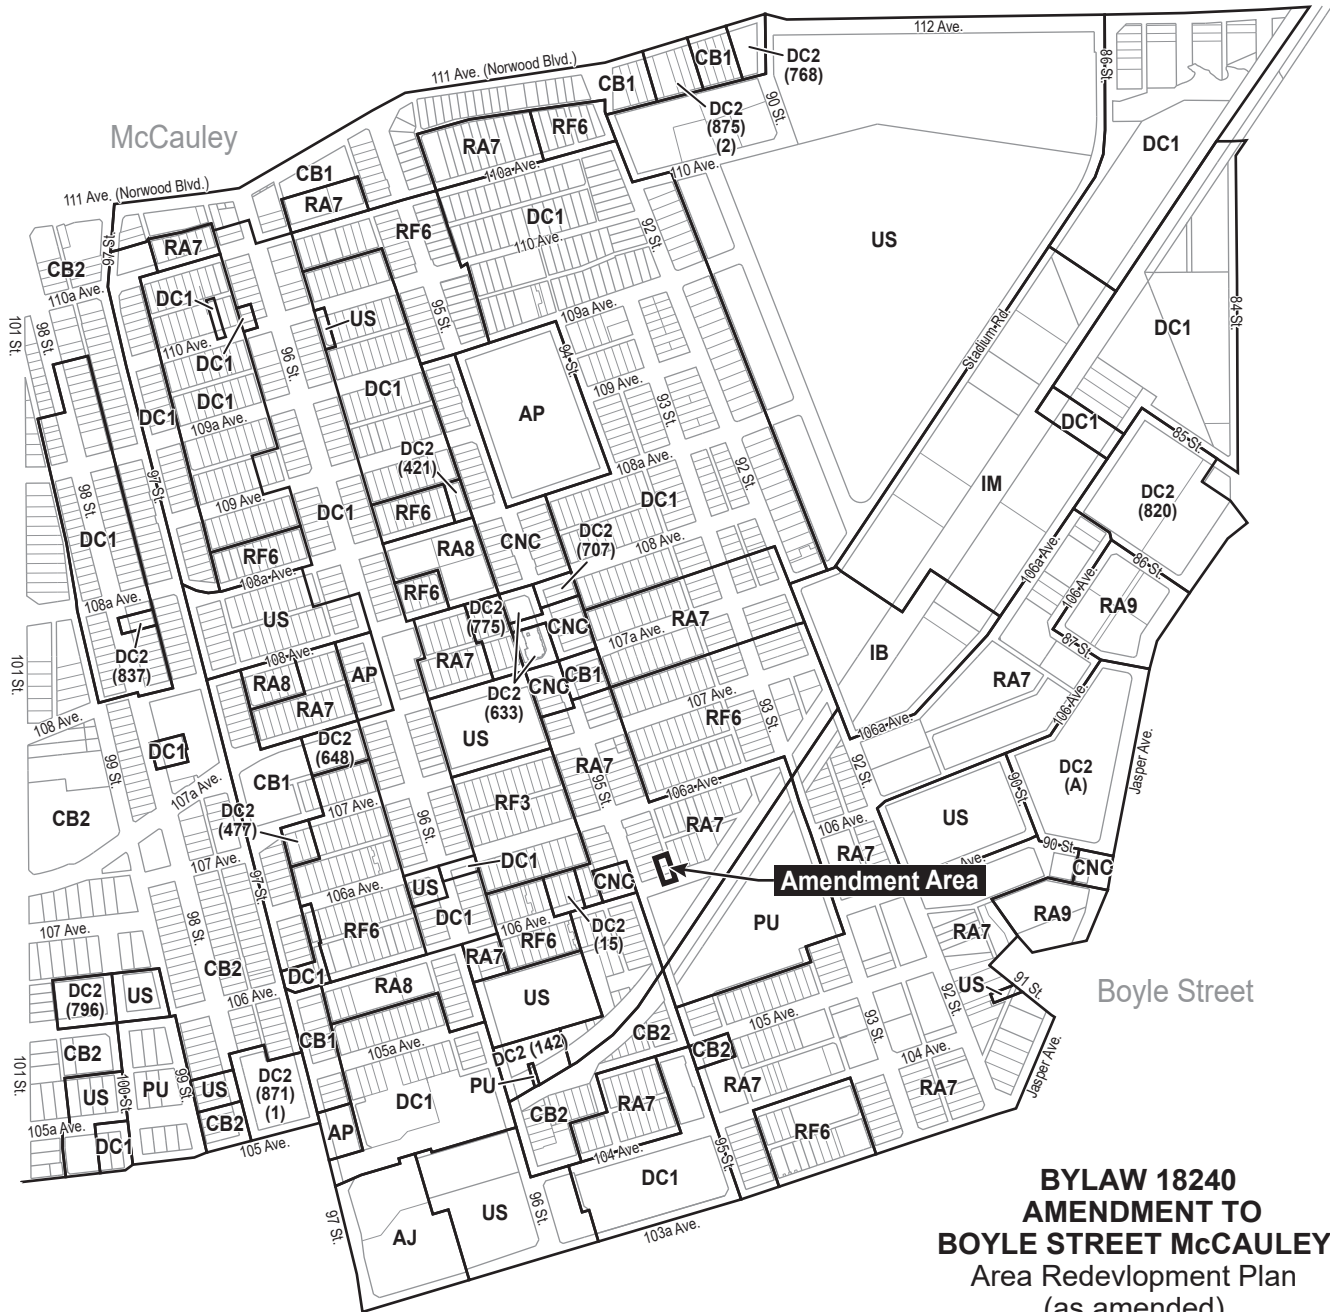 112 Ave.
DC2
(768)
CB1
86 St.
111 Ave. (Norwood Blvd.)
CB1
90 St.
DC2
(875)
(2)
McCauley
RF6
RA7
DC1
110a Ave.
110 Ave.
CB1
111 Ave. (Norwood Blvd.)
RA7
DC1
RF6
92 St.
US
RA7
97 St.
110 Ave.
CB2
110a Ave.
DC1
84 St.
95 St.
109a Ave.
US
DC1
101 St.
98 St.
Stadium Rd.
110 Ave.
96 St.
94 St.
DC1
109 Ave.
DC1
DC1
AP
93 St.
DC1
109a Ave.
DC1
85 St.
DC2
(421)
108a Ave.
92 St.
97 St.
IM
DC2
(820)
98 St.
109 Ave.
RF6
DC1
DC1
DC1
DC2
(707)
CNC
RA8
108 Ave.
RF6
106a Ave.
86 St.
108a Ave.
106 Ave.
RF6
RA9
108a Ave.
DC2
(775)
US
CNC
RA7
107a Ave.
87 St.
DC2
(837)
108 Ave.
IB
RA7
CB1
101 St.
AP
RA8
CNC
RA7
DC2
(633)
107 Ave.
RA7
RF6
93 St.
106 Ave.
108 Ave.
106a Ave.
DC1
DC2
(648)
US
99 St.
RA7
92 St.
Jasper Ave.
DC2
(A)
CB1
95 St.
90 St.
107a Ave.
106a Ave.
RF3
107 Ave.
CB2
DC2
(477)
US
96 St.
RA7
106 Ave.
90 St.
107 Ave.
RA7
DC1
Ave.
CNC
97 St.
106a Ave.
US
CNC
Amendment Area
98 St.
DC1
RA9
PU
106 Ave.
107 Ave.
RF6
DC2
(15)
RA7
RF6
RA7
CB2
DC1
US
91 St.
RA8
DC2
(796)
US
106 Ave.
US
92 St.
Boyle Street
105 Ave.
93 St.
CB1
CB2
105a Ave.
DC2 (142)
CB2
104 Ave.
CB2
101 St.
99 St.
Jasper Ave.
US
100 St.
PU
US
DC2
(871)
(1)
PU
RA7
RA7
DC1
RA7
CB2
CB2
105a Ave.
AP
RF6
DC1
105 Ave.
104 Ave.
95 St.
DC1
BYLAW 18240
96 St.
US
AMENDMENT TO
97 St.
AJ
103a Ave.
BOYLE STREET McCAULEY
Area Redevlopment Plan
(as amended)